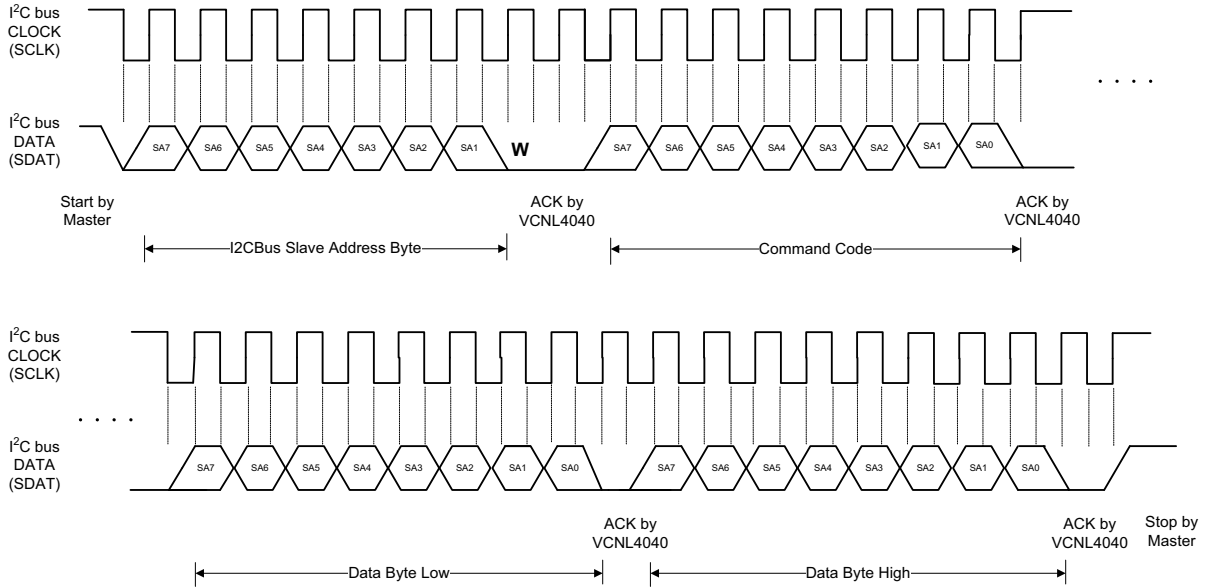 I²C bus
CLOCK
(SCLK)
. . . .
I²C bus
DATA
(SDAT)
SA7 SA6 SA5 SA4 SA3 SA2 SA1 W SA7 SA6 SA5 SA4 SA3 SA2 SA1 SA0
Start by
Master
ACK by
VCNL4040
ACK by
VCNL4040
I2CBus Slave Address Byte
Command Code
I²C bus
CLOCK
(SCLK)
. . . .
I²C bus
DATA
(SDAT)
SA7 SA6 SA5 SA4 SA3 SA2 SA1 SA0 SA7 SA6 SA5 SA4 SA3 SA2 SA1 SA0
ACK by
VCNL4040
ACK by
VCNL4040
Stop by
Master
Data Byte Low
Data Byte High